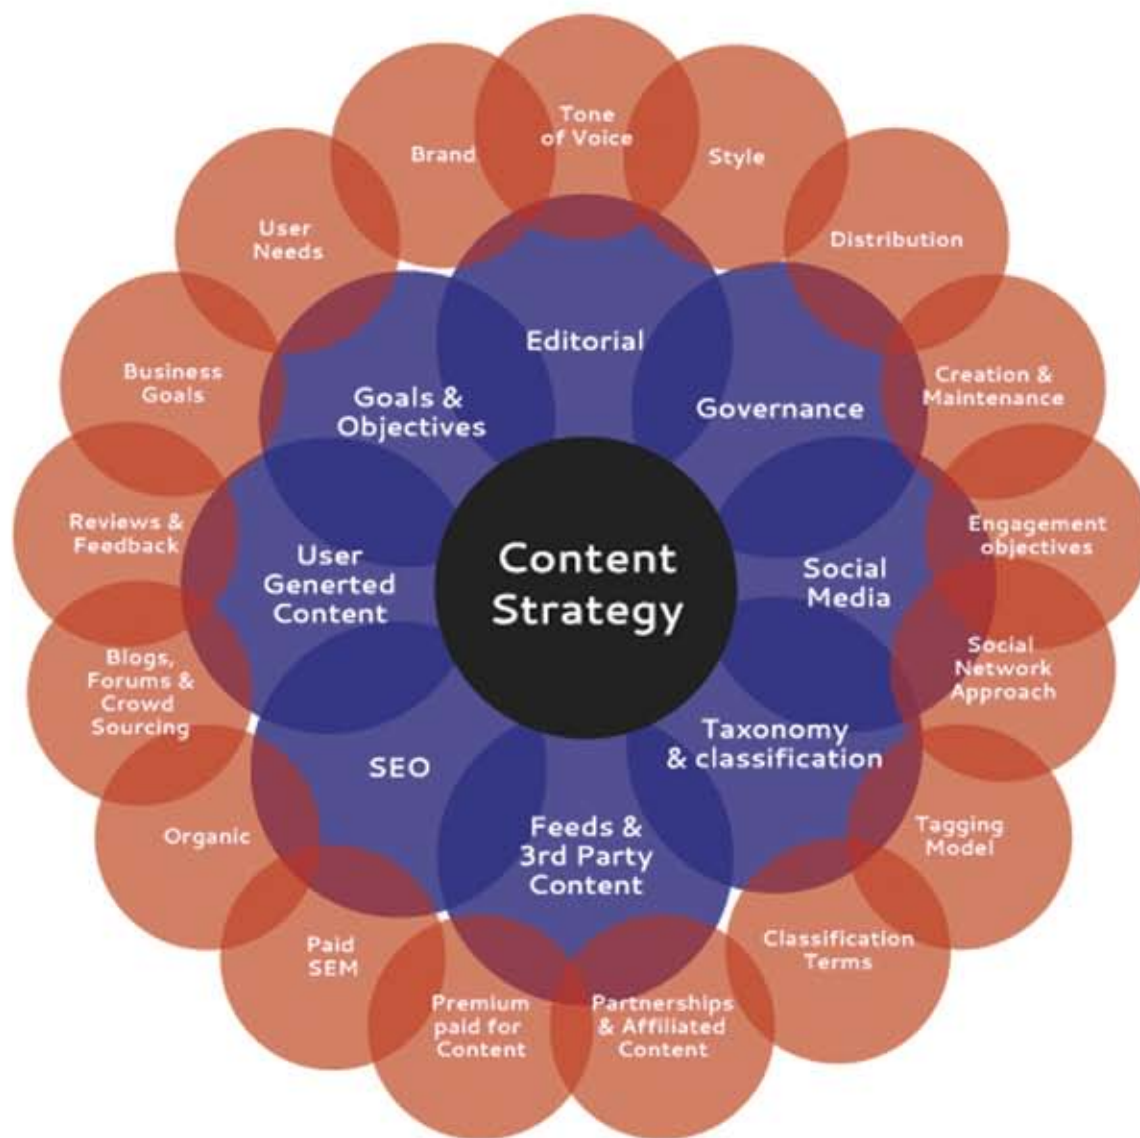 Tone
of Voice
Brand
Style
User
Needs
Distribution
Business
Goals
Creation &
Maintenance
Editorial
Goals &
Objectives
Governance
Reviews &
Feedback
Engagement
objectives
User
Generted
Content
Content
Strategy
Social
Media
Blogs,
Forums &
Crowd
Sourcing
Social
Network
Approach
SEO
Taxonomy
& classification
Organic
Feeds &
3rd Party
Content
Tagging
Model
Paid
SEM
Classification
Terms
Premium
paid for
Content
Partnerships
& Affiliated
Content